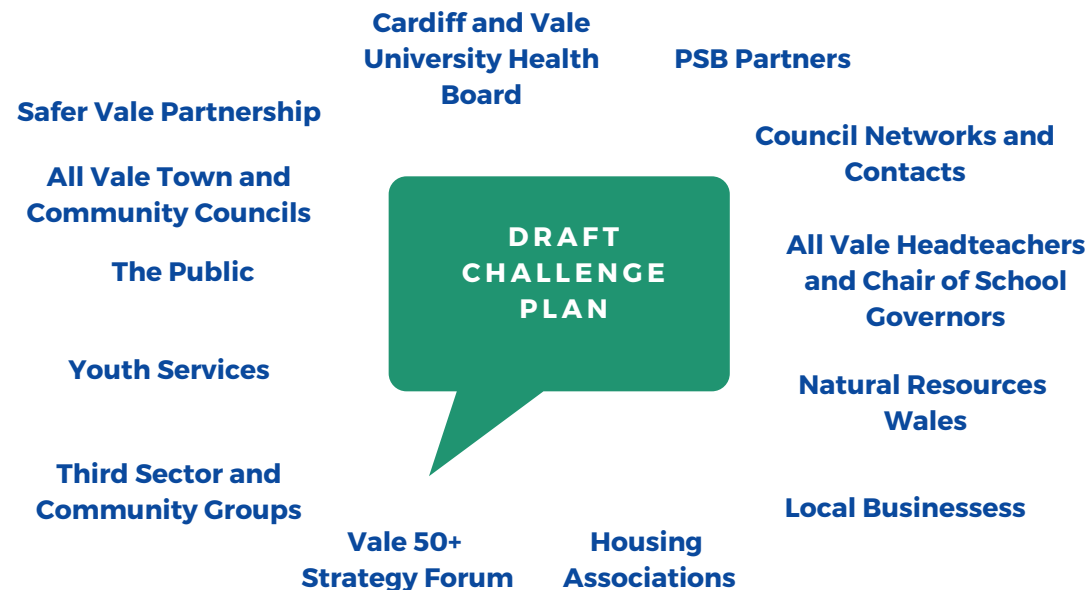 Cardiff and Vale
University Health
Board
PSB Partners
Safer Vale Partnership
Council Networks and
Contacts
All Vale Town and
Community Councils
DRAFT
CHALLENGE
PLAN
All Vale Headteachers
and Chair of School
Governors
The Public
Youth Services
Natural Resources
Wales
Third Sector and
Community Groups
Local Businessess
Vale 50+
Strategy Forum
Housing
Associations